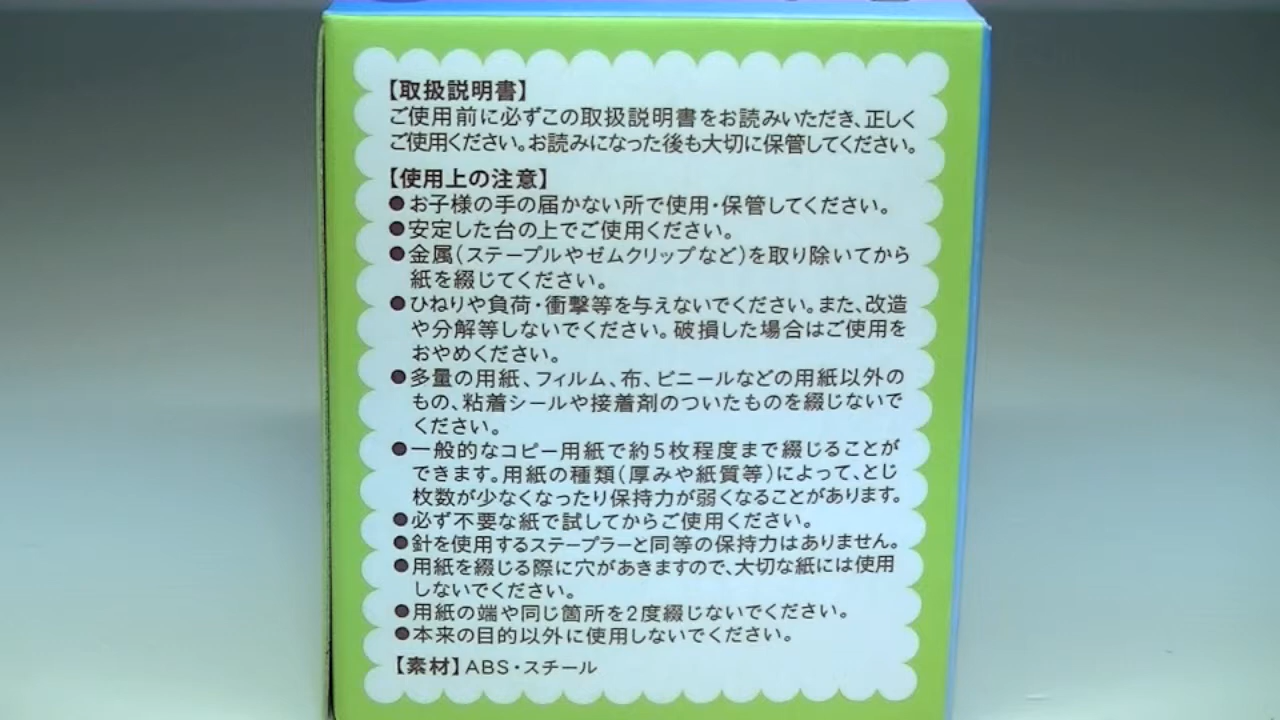 【取扱説明書】
ご使用前に必ずこの取扱説明書をお読みいただき、正しく
ご使用ください。お読みになった後も大切に保管してください。
【使用上の注意】
●お子様の手の届かない所で使用・保管してください。
●安定した台の上でご使用ください。
●金属(ステープルやゼムクリップなど)を取り除いてから
紙を綴じてください。
●ひねりや負荷・衝撃等を与えないでください。また、改造
や分解等しないでください。破損した場合はご使用を
おやめください。
●多量の用紙、フィルム、布、ビニールなどの用紙以外の
もの、粘着シールや接着剤のついたものを綴じないで
ください。
●一般的なコピー用紙で約5枚程度まで綴じることが
できます。用紙の種類(厚みや紙質等)によって、とじ
枚数が少なくなったり保持力が弱くなることがあります。
●必ず不要な紙で試してからご使用ください。
●針を使用するステープラーと同等の保持力はありません。
●用紙を綴じる際に穴があきますので、大切な紙には使用
しないでください。
●用紙の端や同じ箇所を2度綴じないでください。
●本来の目的以外に使用しないでください。
【素材】ABS・スチール